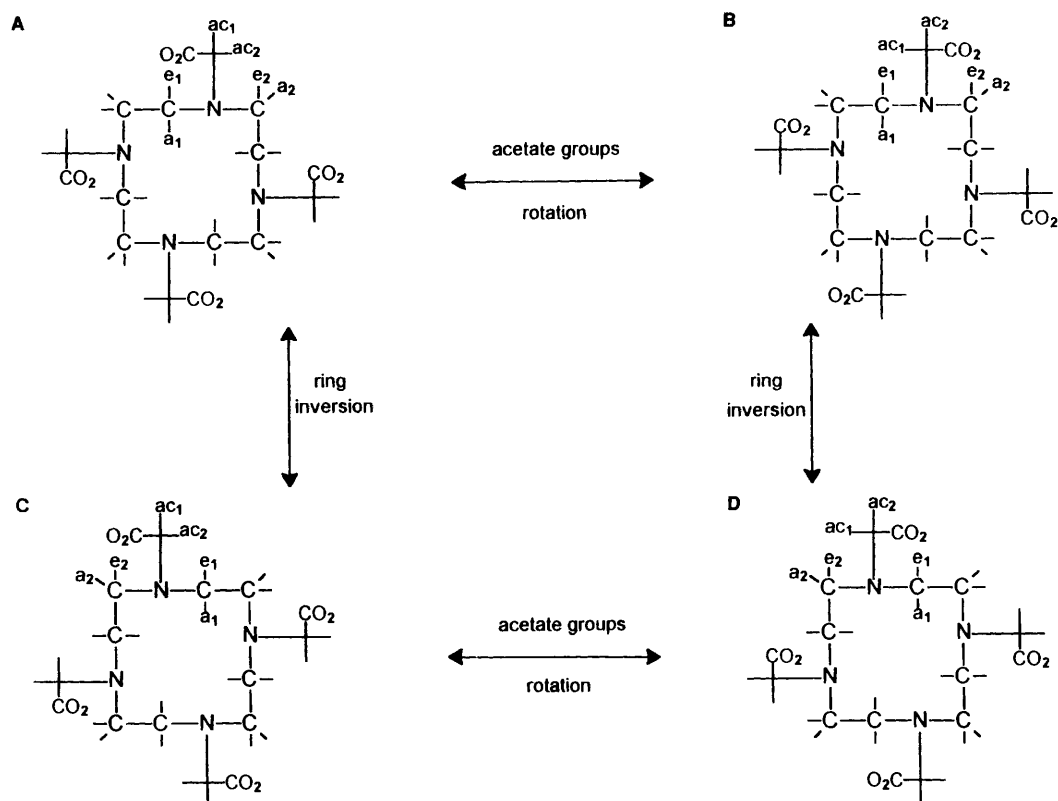 A
ac₁
O₂C ac₂
e₁ e₂
a₂
C C N C
a₁
N C
CO₂
CO₂
C N
C N C C
CO₂
B
ac₂
ac₁ CO₂
e₁ e₂
a₂
C C N C
a₁
CO₂
N C
C N
CO₂
C N C C
O₂C
acetate groups
rotation
ring
inversion
ring
inversion
C
ac₁
O₂C ac₂
e₂ e₁
a₂
C N C C
a₁
CO₂
C N
N C
CO₂
C C N C
CO₂
D
ac₂
ac₁ CO₂
e₂ e₁
a₂
C N C C
a₁
C N
CO₂
CO₂
N C
C C N C
O₂C
acetate groups
rotation